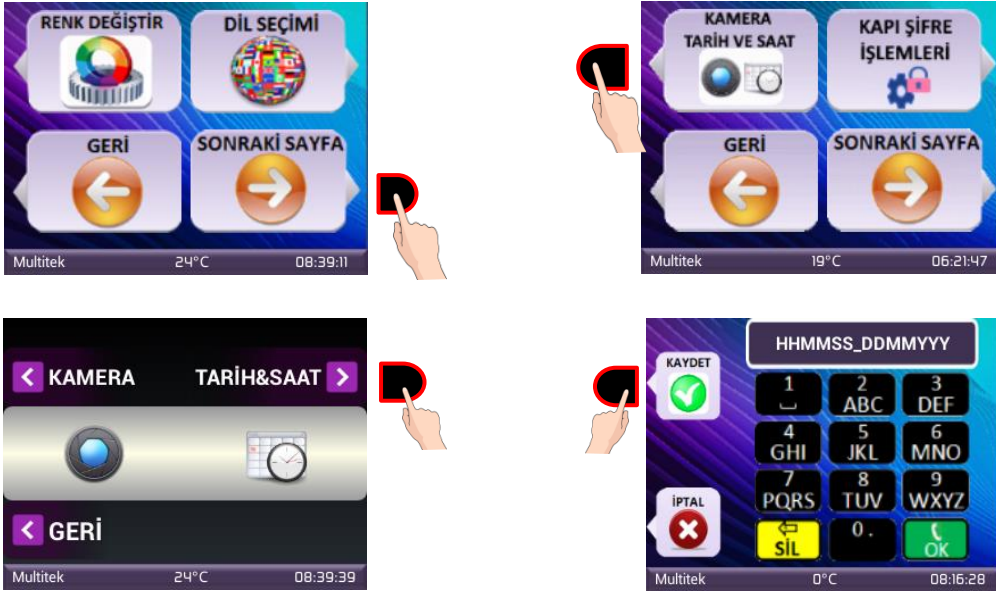 RENK DEĞİŞTİR
DİL SEÇİMİ
GERİ
SONRAKİ SAYFA
Multitek 24°C 08:39:11
KAMERA
TARİH VE SAAT
KAPI ŞİFRE
İŞLEMLERİ
GERİ
SONRAKİ SAYFA
Multitek 19°C 06:21:47
KAMERA
TARİH&SAAT
GERİ
Multitek 24°C 08:39:39
HHMMSS_DDMMYYY
KAYDET
1 2 3
ABC DEF
4 5 6
GHI JKL MNO
7 8 9
PQRS TUV WXYZ
İPTAL
SİL
0 .
OK
Multitek 0°C 08:16:28